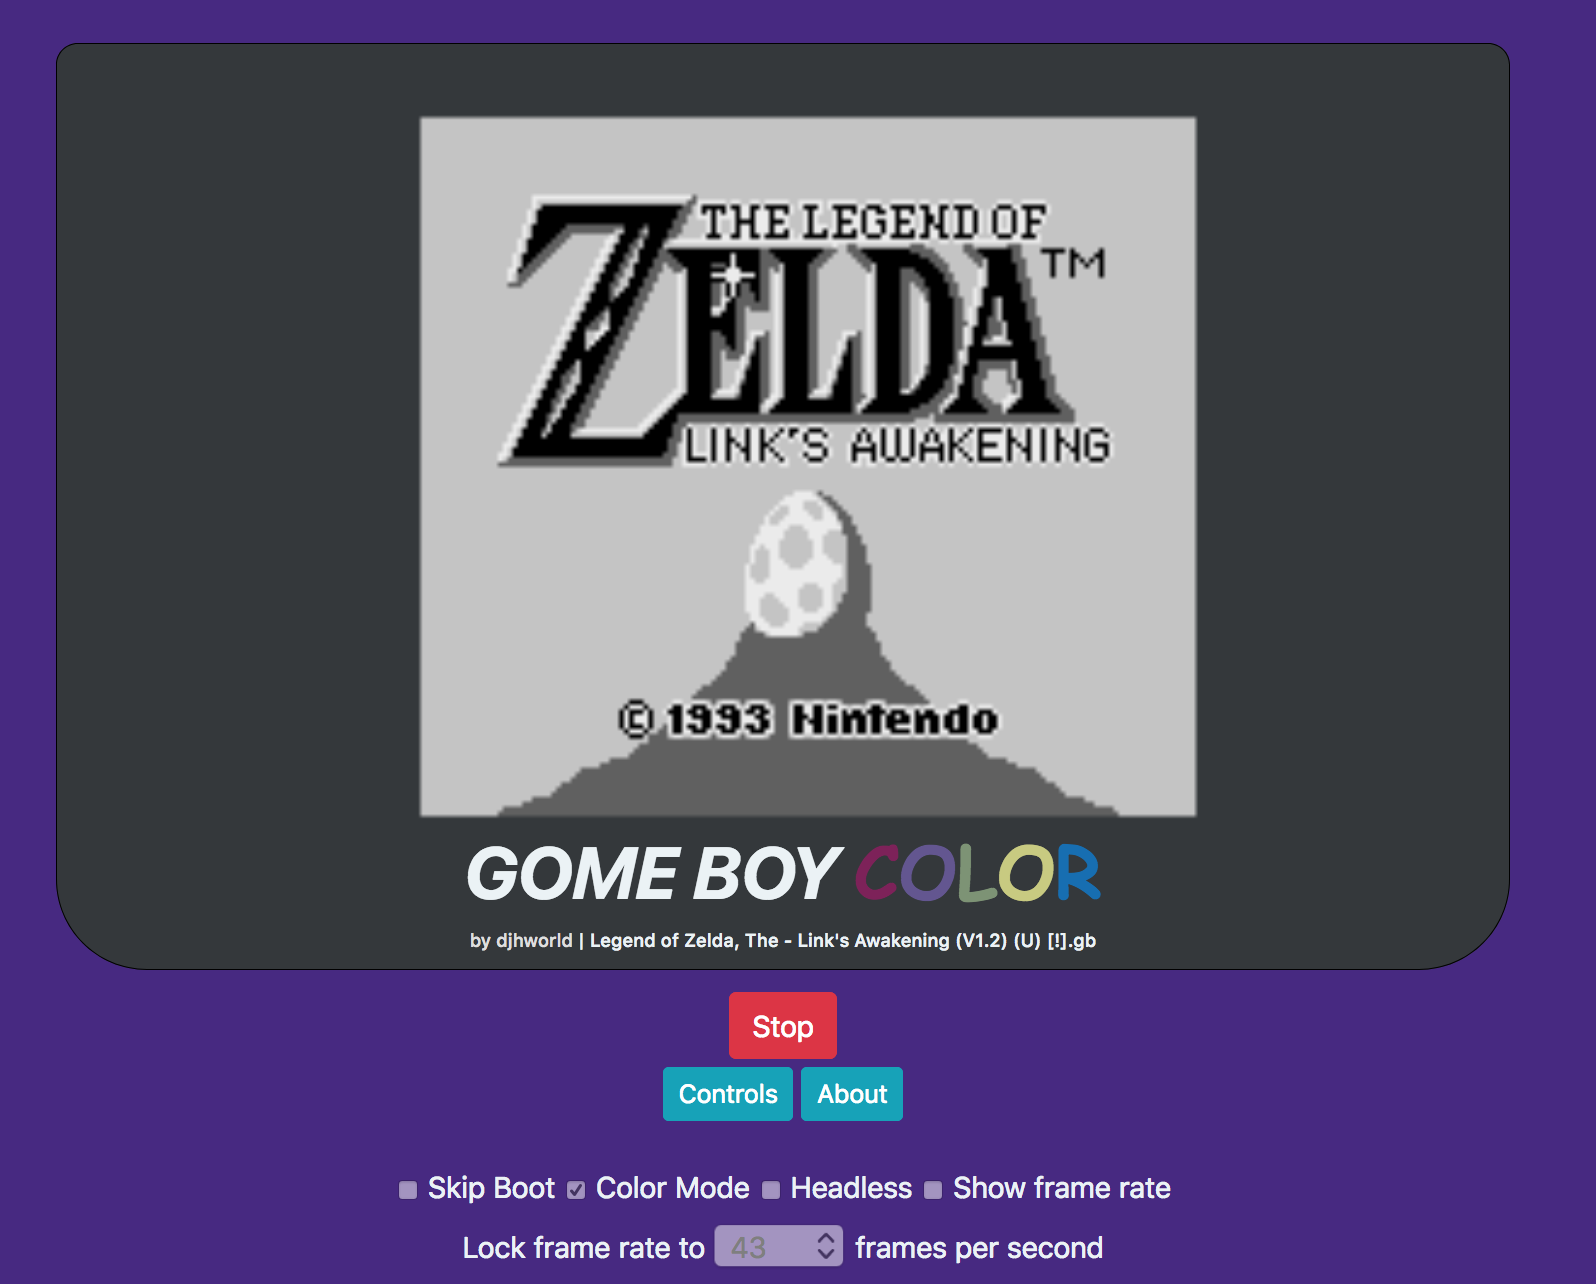 THE LEGEND OF
ZELDA™
LINK'S AWAKENING
© 1993 Nintendo
GOME BOY COLOR
by djhworld | Legend of Zelda, The - Link's Awakening (V1.2) (U) [!].gb
Stop
Controls About
Skip Boot Color Mode Headless Show frame rate
Lock frame rate to 43 frames per second